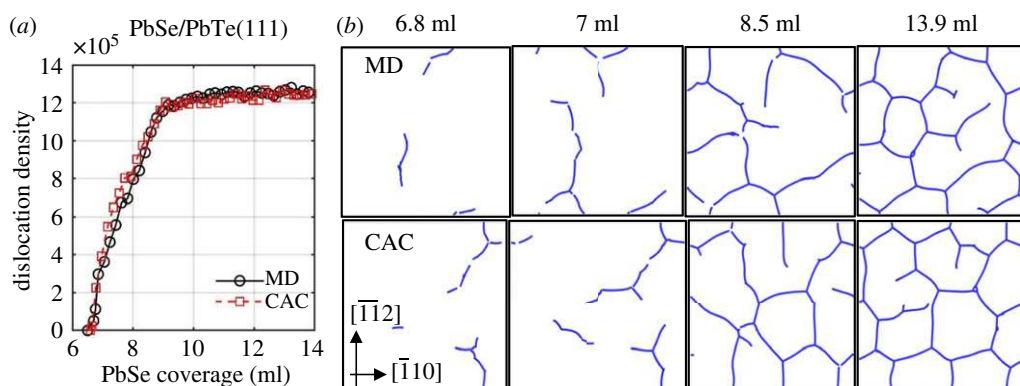 (a) PbSe/PbTe(111)
×10⁵
14
12
10
8
6
4
2
0
dislocation density
MD
CAC
6 8 10 12 14
PbSe coverage (ml)
(b) 6.8 ml 7 ml 8.5 ml 13.9 ml
MD
CAC
[1̅1̅2]
[1̅10]